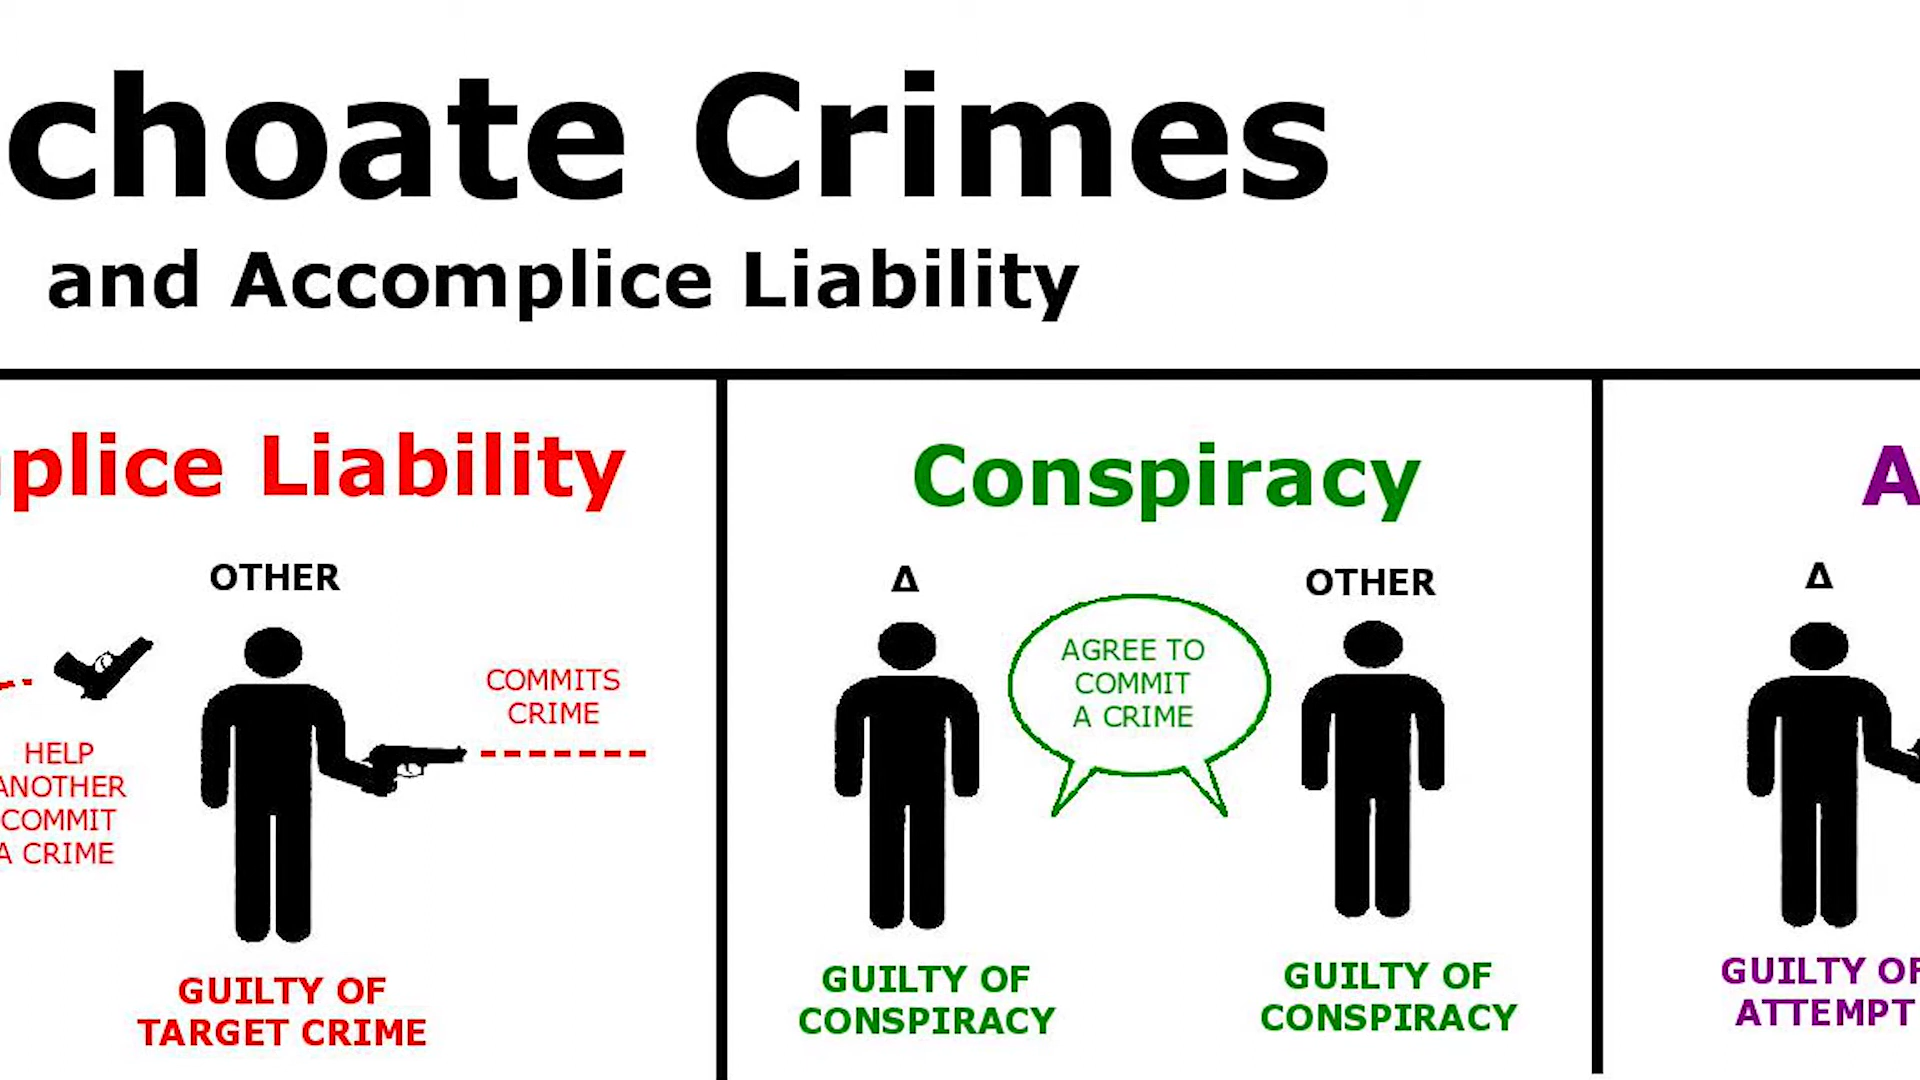 choate Crimes
and Accomplice Liability
plice Liability
OTHER
COMMITS
CRIME
HELP
ANOTHER
COMMIT
A CRIME
GUILTY OF
TARGET CRIME
Conspiracy
Δ
OTHER
AGREE TO
COMMIT
A CRIME
GUILTY OF
CONSPIRACY
GUILTY OF
CONSPIRACY
A
Δ
GUILTY OF
ATTEMPT